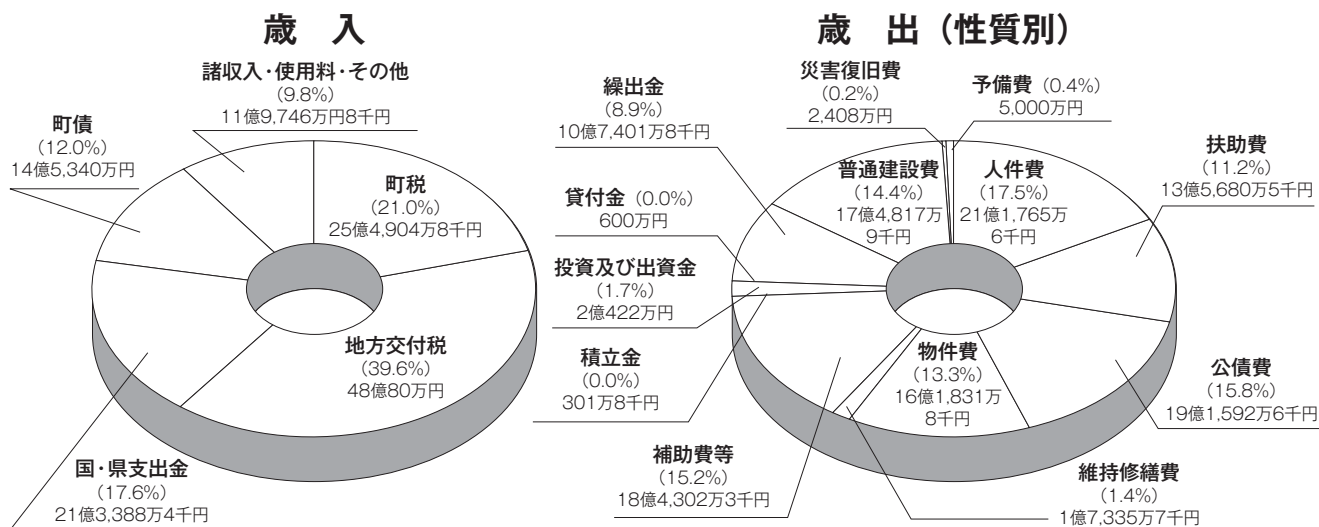 歳　入
諸収入・使用料・その他
(9.8%)
11億9,746万円8千円
町債
(12.0%)
14億5,340万円
町税
(21.0%)
25億4,904万8千円
地方交付税
(39.6%)
48億80万円
国・県支出金
(17.6%)
21億3,388万4千円
歳　出（性質別）
災害復旧費
(0.2%)
2,408万円
予備費 (0.4%)
5,000万円
繰出金
(8.9%)
10億7,401万8千円
扶助費
(11.2%)
13億5,680万5千円
普通建設費
(14.4%)
17億4,817万
9千円
人件費
(17.5%)
21億1,765万
6千円
貸付金 (0.0%)
600万円
投資及び出資金
(1.7%)
2億422万円
積立金
(0.0%)
301万8千円
物件費
(13.3%)
16億1,831万
8千円
公債費
(15.8%)
19億1,592万6千円
補助費等
(15.2%)
18億4,302万3千円
維持修繕費
(1.4%)
1億7,335万7千円